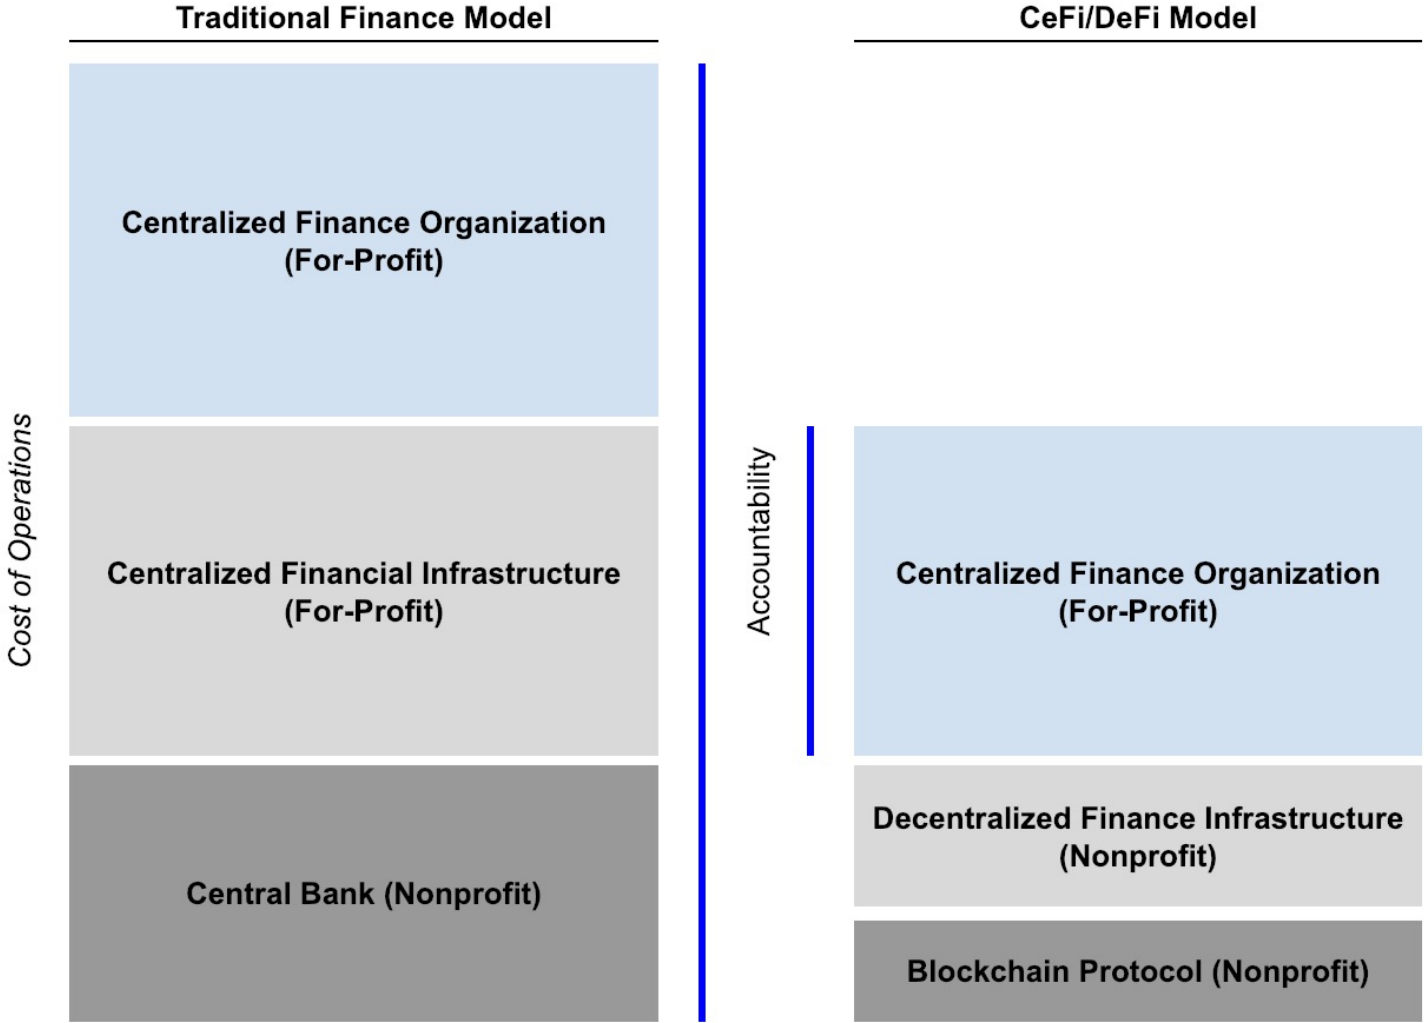 Traditional Finance Model
CeFi/DeFi Model
Cost of Operations
Centralized Finance Organization
(For-Profit)
Centralized Financial Infrastructure
(For-Profit)
Central Bank (Nonprofit)
Accountability
Centralized Finance Organization
(For-Profit)
Decentralized Finance Infrastructure
(Nonprofit)
Blockchain Protocol (Nonprofit)